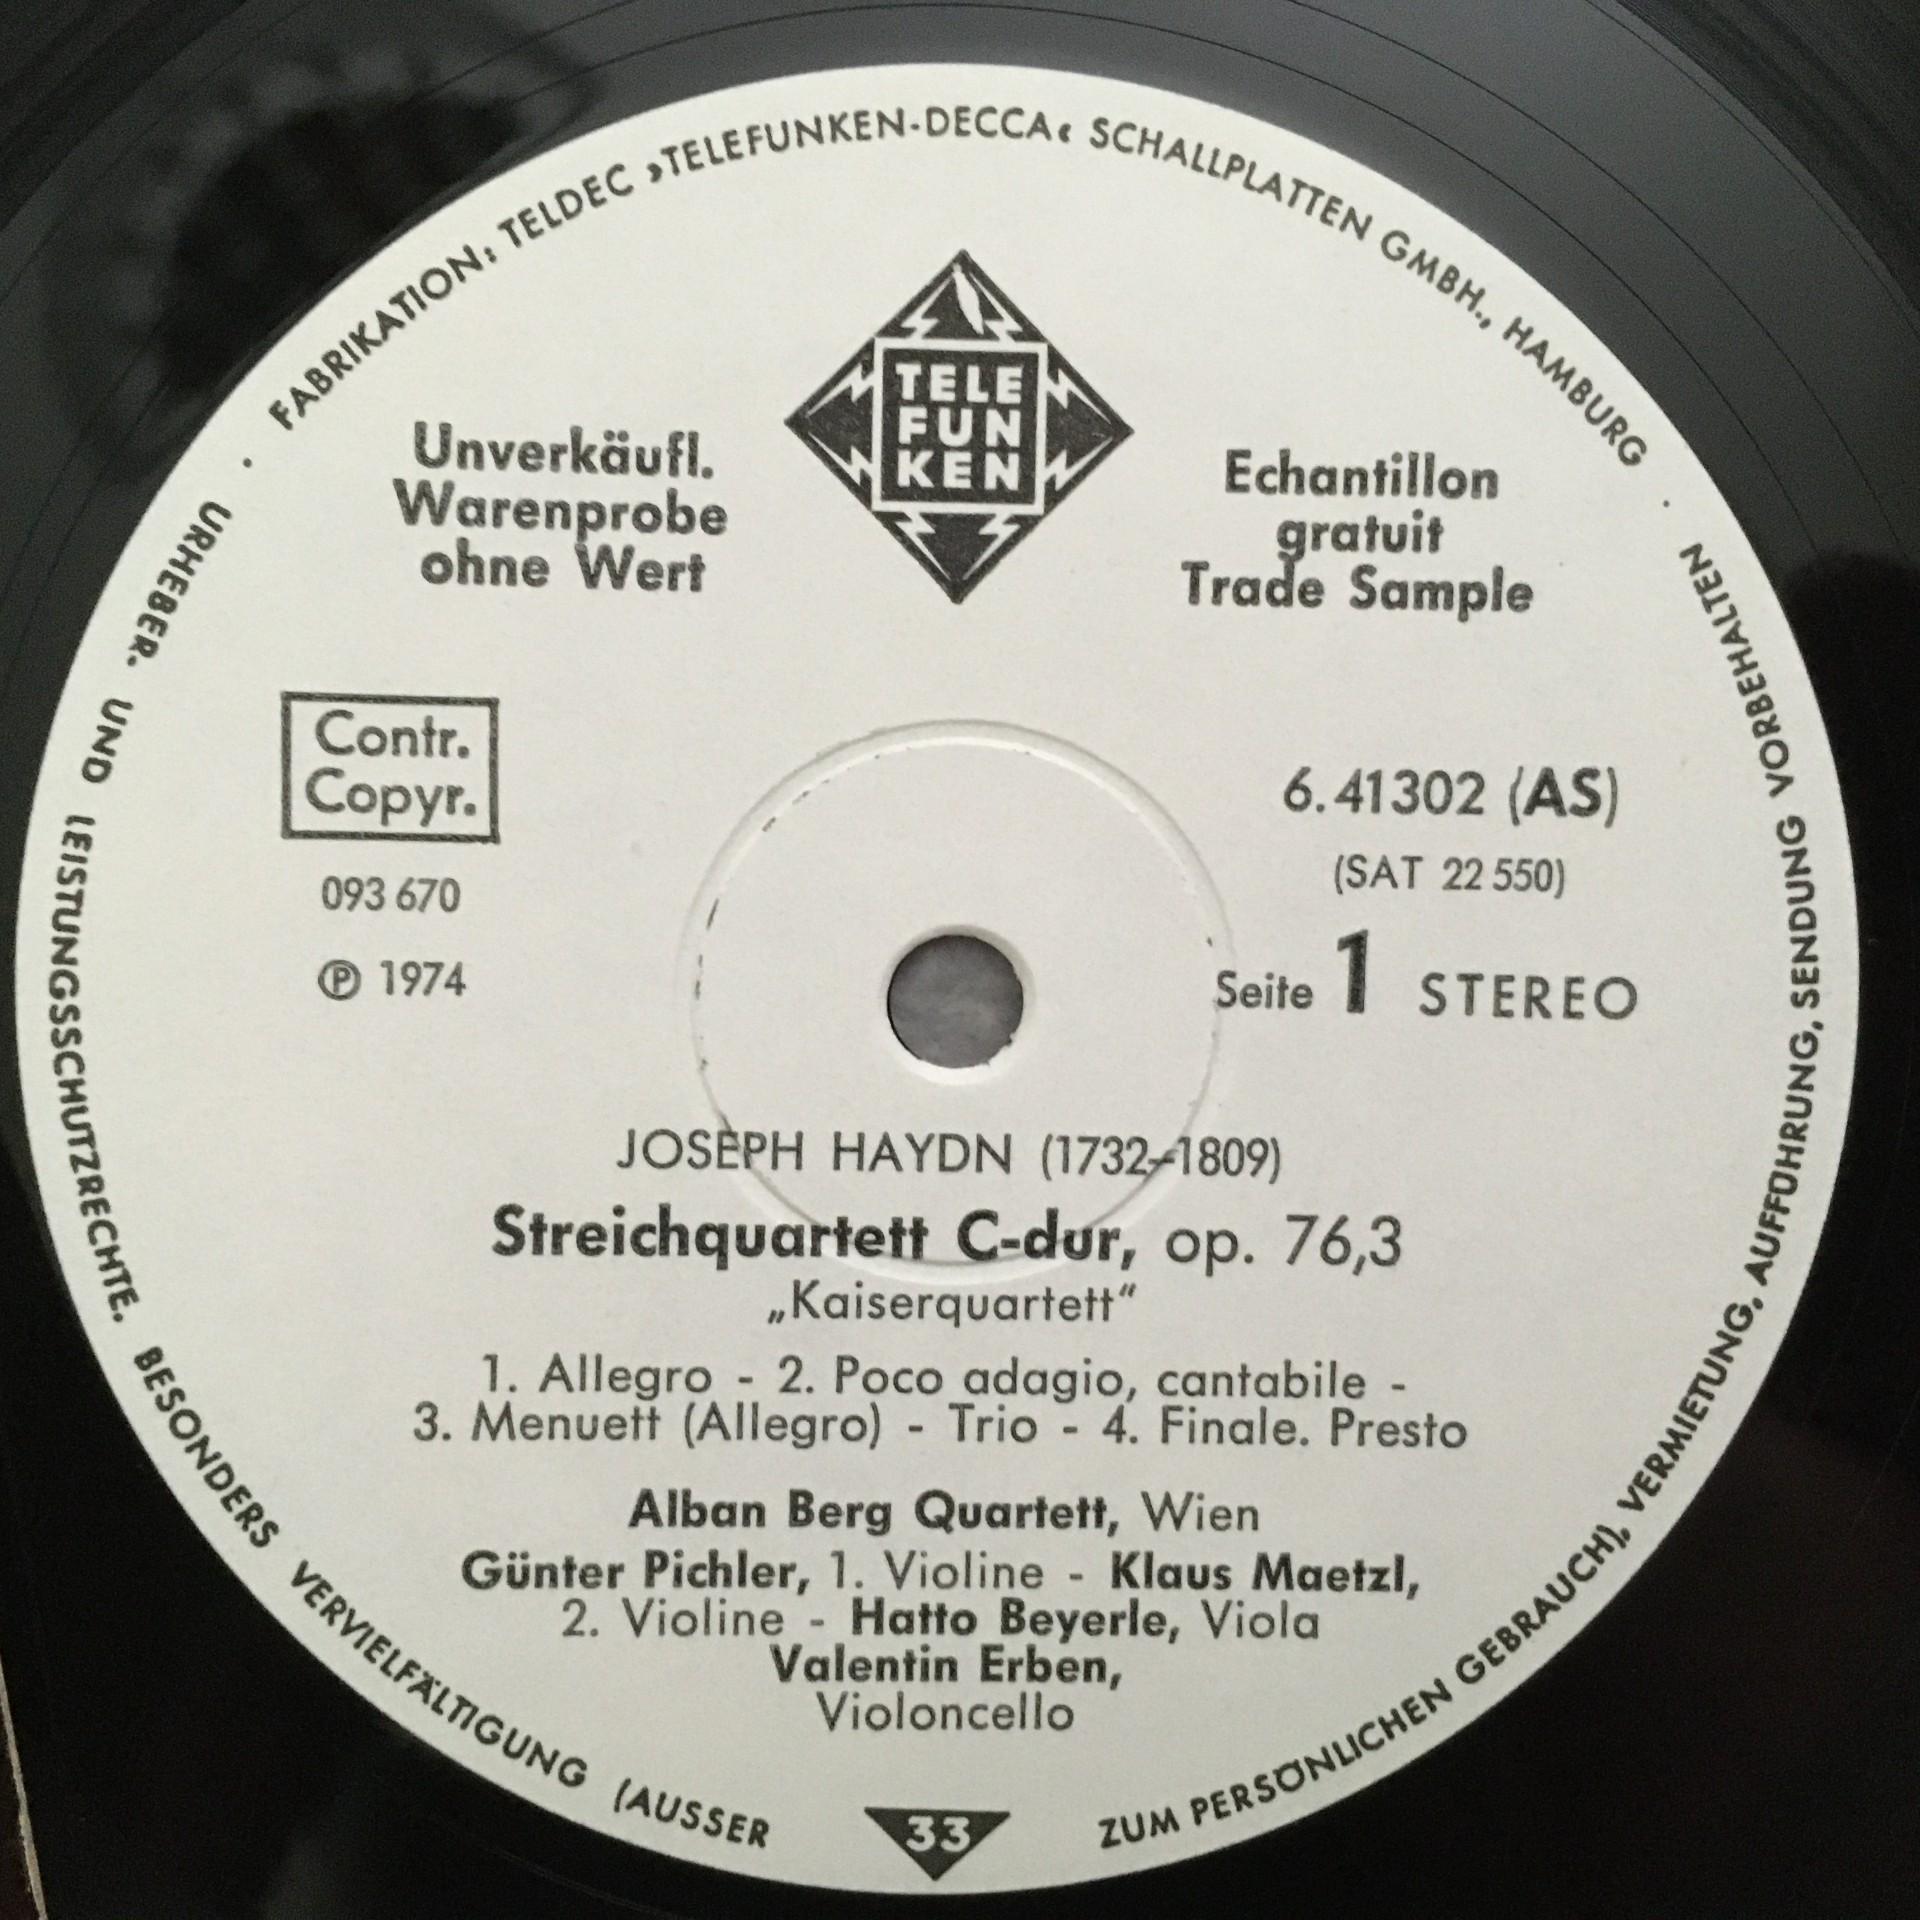 FABRIKATION: TELDEC »TELEFUNKEN-DECCA« SCHALLPLATTEN GMBH., HAMBURG ·
URHEBER- UND LEISTUNGSSCHUTZRECHTE. BESONDERS VERVIELFÄLTIGUNG (AUSSER
ZUM PERSÖNLICHEN GEBRAUCH), VERMIETUNG, AUFFÜHRUNG, SENDUNG VORBEHALTEN ·
TELE
FUN
KEN
Unverkäufl.
Warenprobe
ohne Wert
Echantillon
gratuit
Trade Sample
Contr.
Copyr.
093 670
℗ 1974
6.41302 (AS)
(SAT 22 550)
Seite 1 STEREO
JOSEPH HAYDN (1732–1809)
Streichquartett C-dur, op. 76,3
„Kaiserquartett“
1. Allegro - 2. Poco adagio, cantabile -
3. Menuett (Allegro) - Trio - 4. Finale. Presto
Alban Berg Quartett, Wien
Günter Pichler, 1. Violine - Klaus Maetzl,
2. Violine - Hatto Beyerle, Viola
Valentin Erben,
Violoncello
33